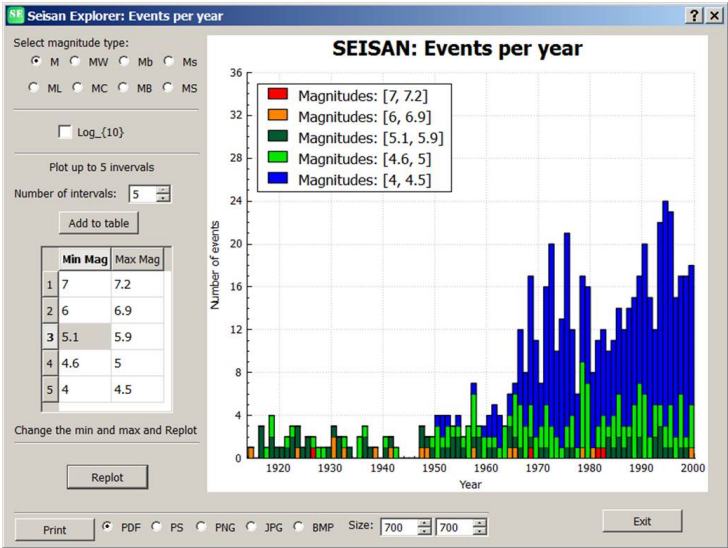 SE Seisan Explorer: Events per year
Select magnitude type:
M MW Mb Ms
ML MC MB MS
Log_{10}
Plot up to 5 invervals
Number of intervals: 5
Add to table
Min Mag Max Mag
1 7 7.2
2 6 6.9
3 5.1 5.9
4 4.6 5
5 4 4.5
Change the min and max and Replot
Replot
SEISAN: Events per year
Magnitudes: [7, 7.2]
Magnitudes: [6, 6.9]
Magnitudes: [5.1, 5.9]
Magnitudes: [4.6, 5]
Magnitudes: [4, 4.5]
Number of events
36
32
28
24
20
16
12
8
4
0
1920 1930 1940 1950 1960 1970 1980 1990 2000
Year
Print PDF PS PNG JPG BMP Size: 700 700 Exit